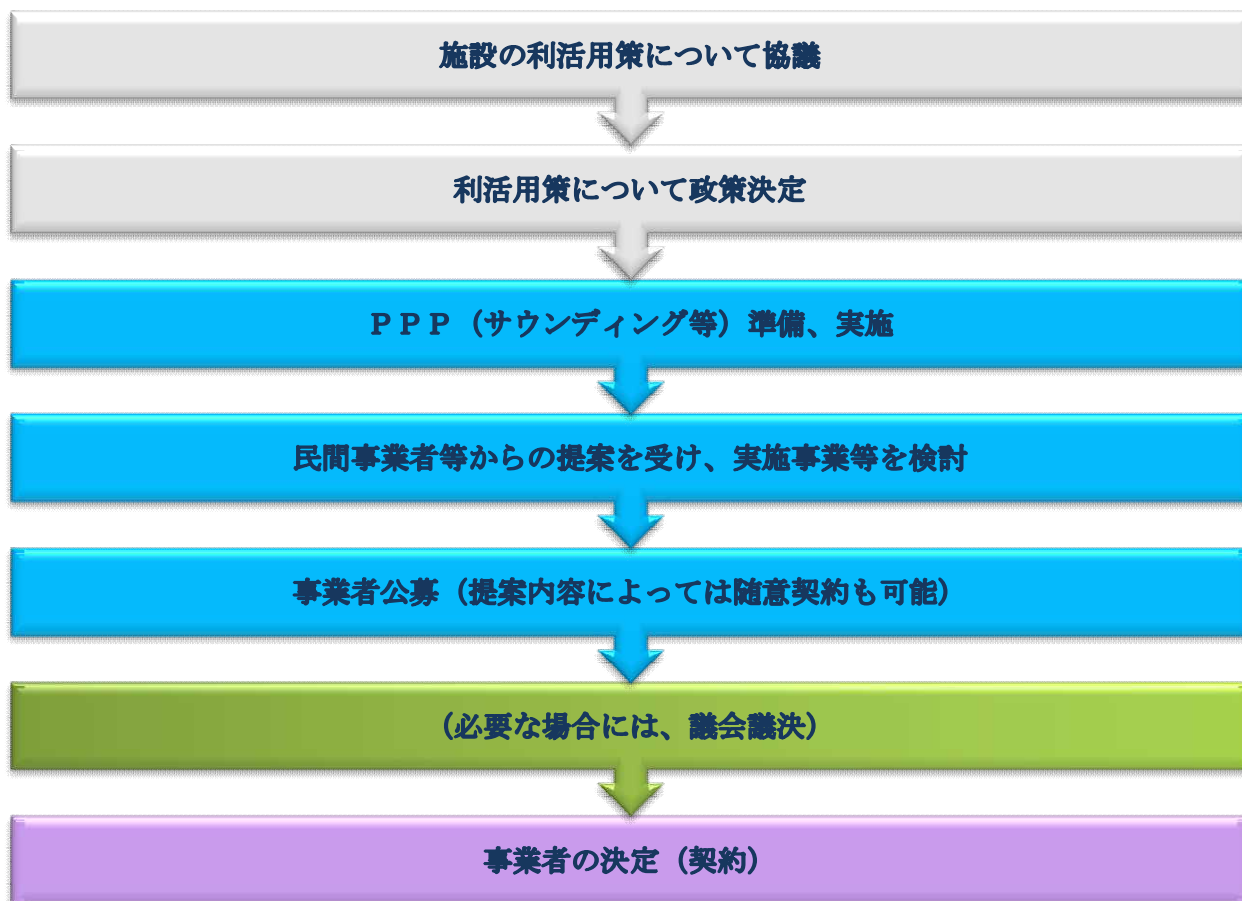 施設の利活用策について協議
利活用策について政策決定
ＰＰＰ（サウンディング等）準備、実施
民間事業者等からの提案を受け、実施事業等を検討
事業者公募（提案内容によっては随意契約も可能）
（必要な場合には、議会議決）
事業者の決定（契約）